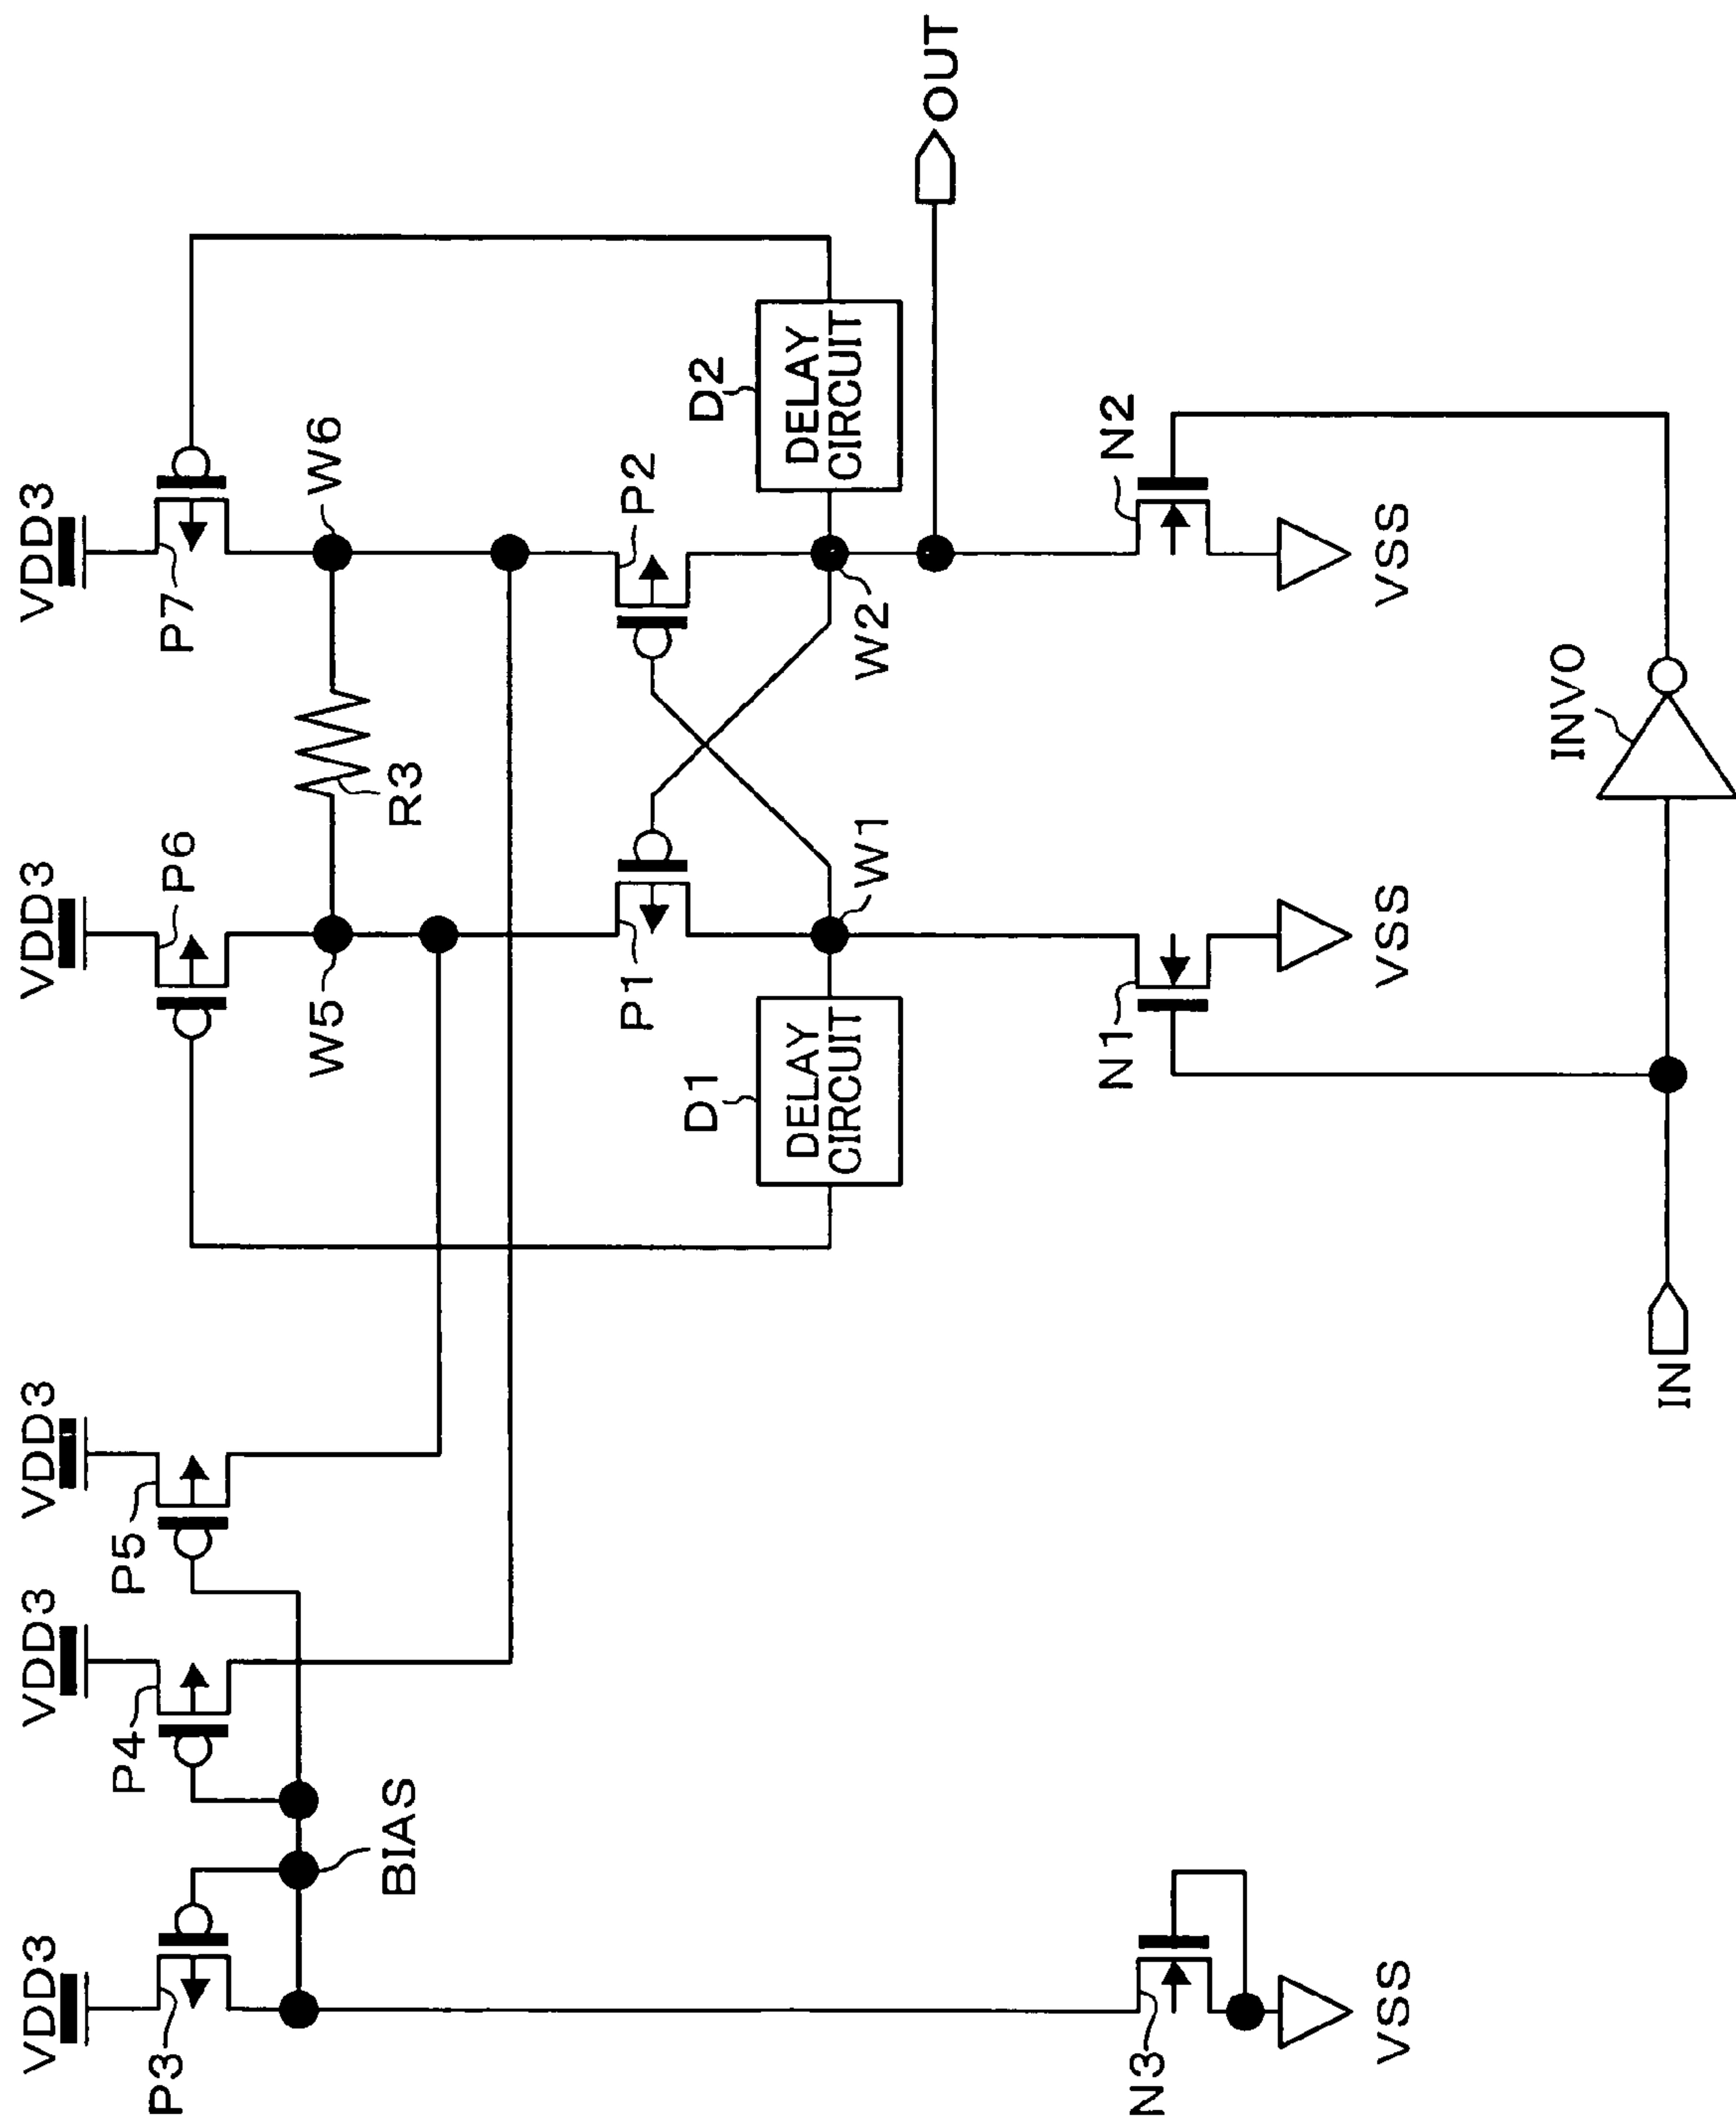 VDD3
VDD3
VDD3
VDD3
VDD3
P3
P4
P5
P6
P7
BIAS
W5
R3
W6
P1
P2
D1
DELAY
CIRCUIT
W1
W2
D2
DELAY
CIRCUIT
OUT
N3
N1
N2
VSS
VSS
VSS
INV0
IN